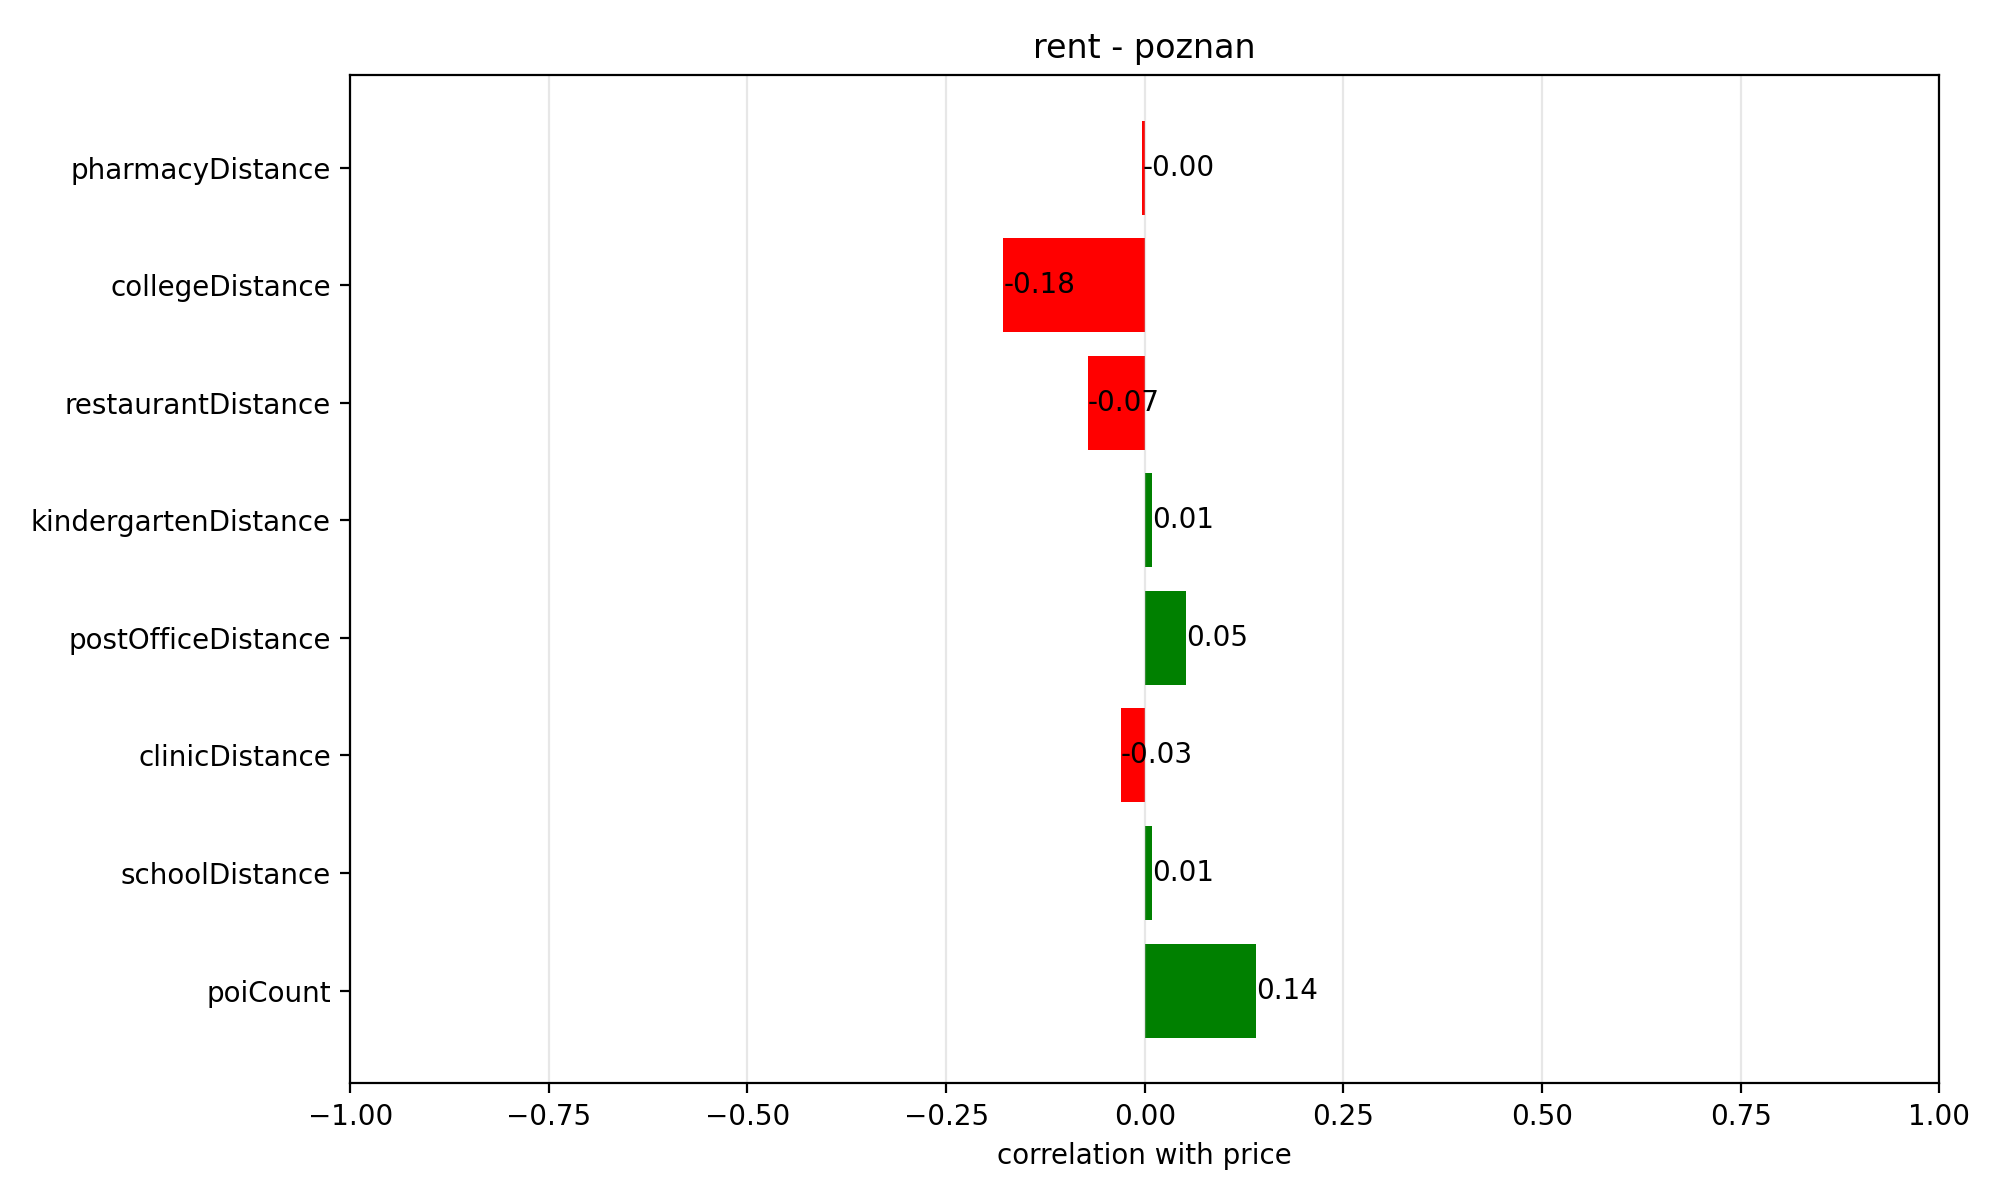 rent - poznan
pharmacyDistance
-0.00
collegeDistance
-0.18
restaurantDistance
-0.07
kindergartenDistance
0.01
postOfficeDistance
0.05
clinicDistance
-0.03
schoolDistance
0.01
poiCount
0.14
−1.00 −0.75 −0.50 −0.25 0.00 0.25 0.50 0.75 1.00
correlation with price